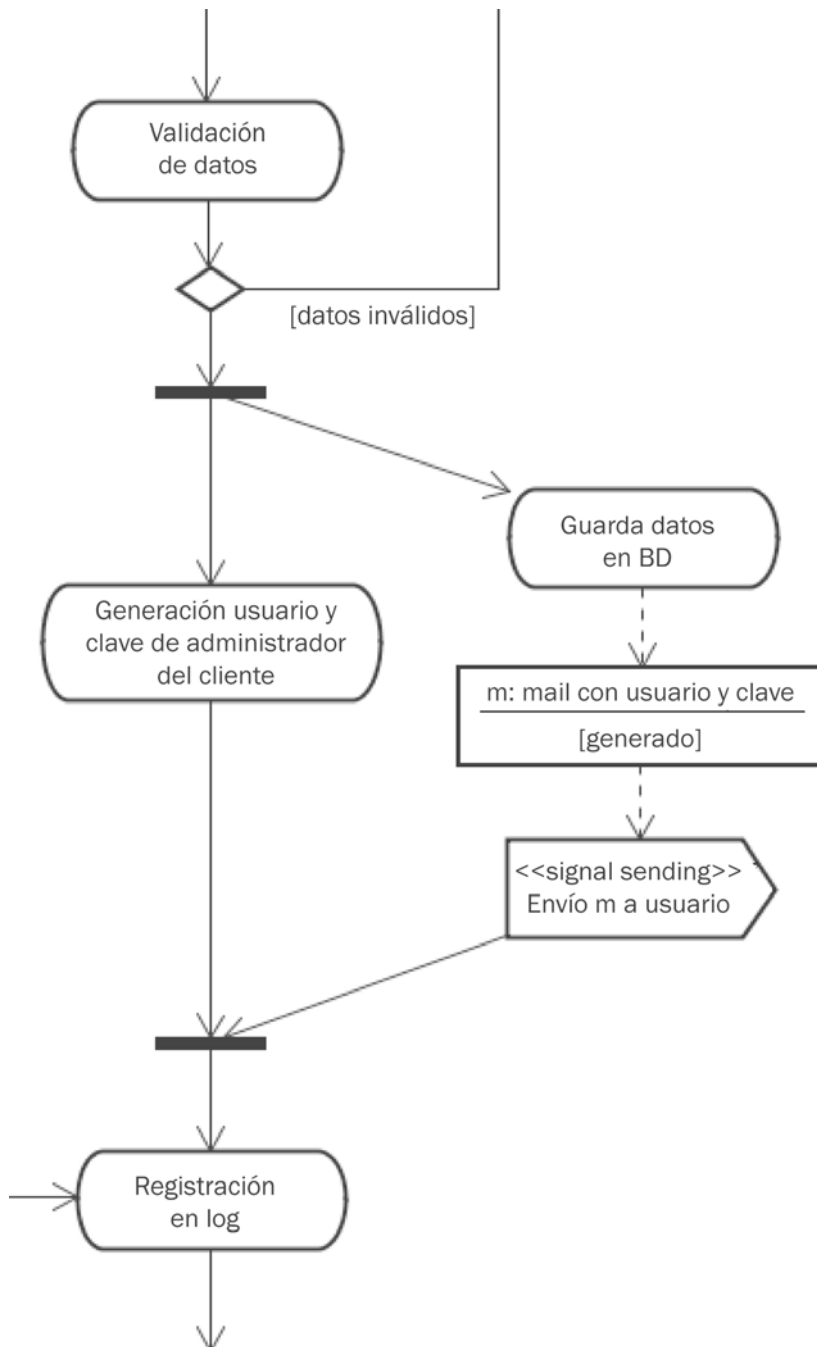 Validación
de datos
[datos inválidos]
Guarda datos
en BD
Generación usuario y
clave de administrador
del cliente
m: mail con usuario y clave
[generado]
<<signal sending>>
Envío m a usuario
Registración
en log